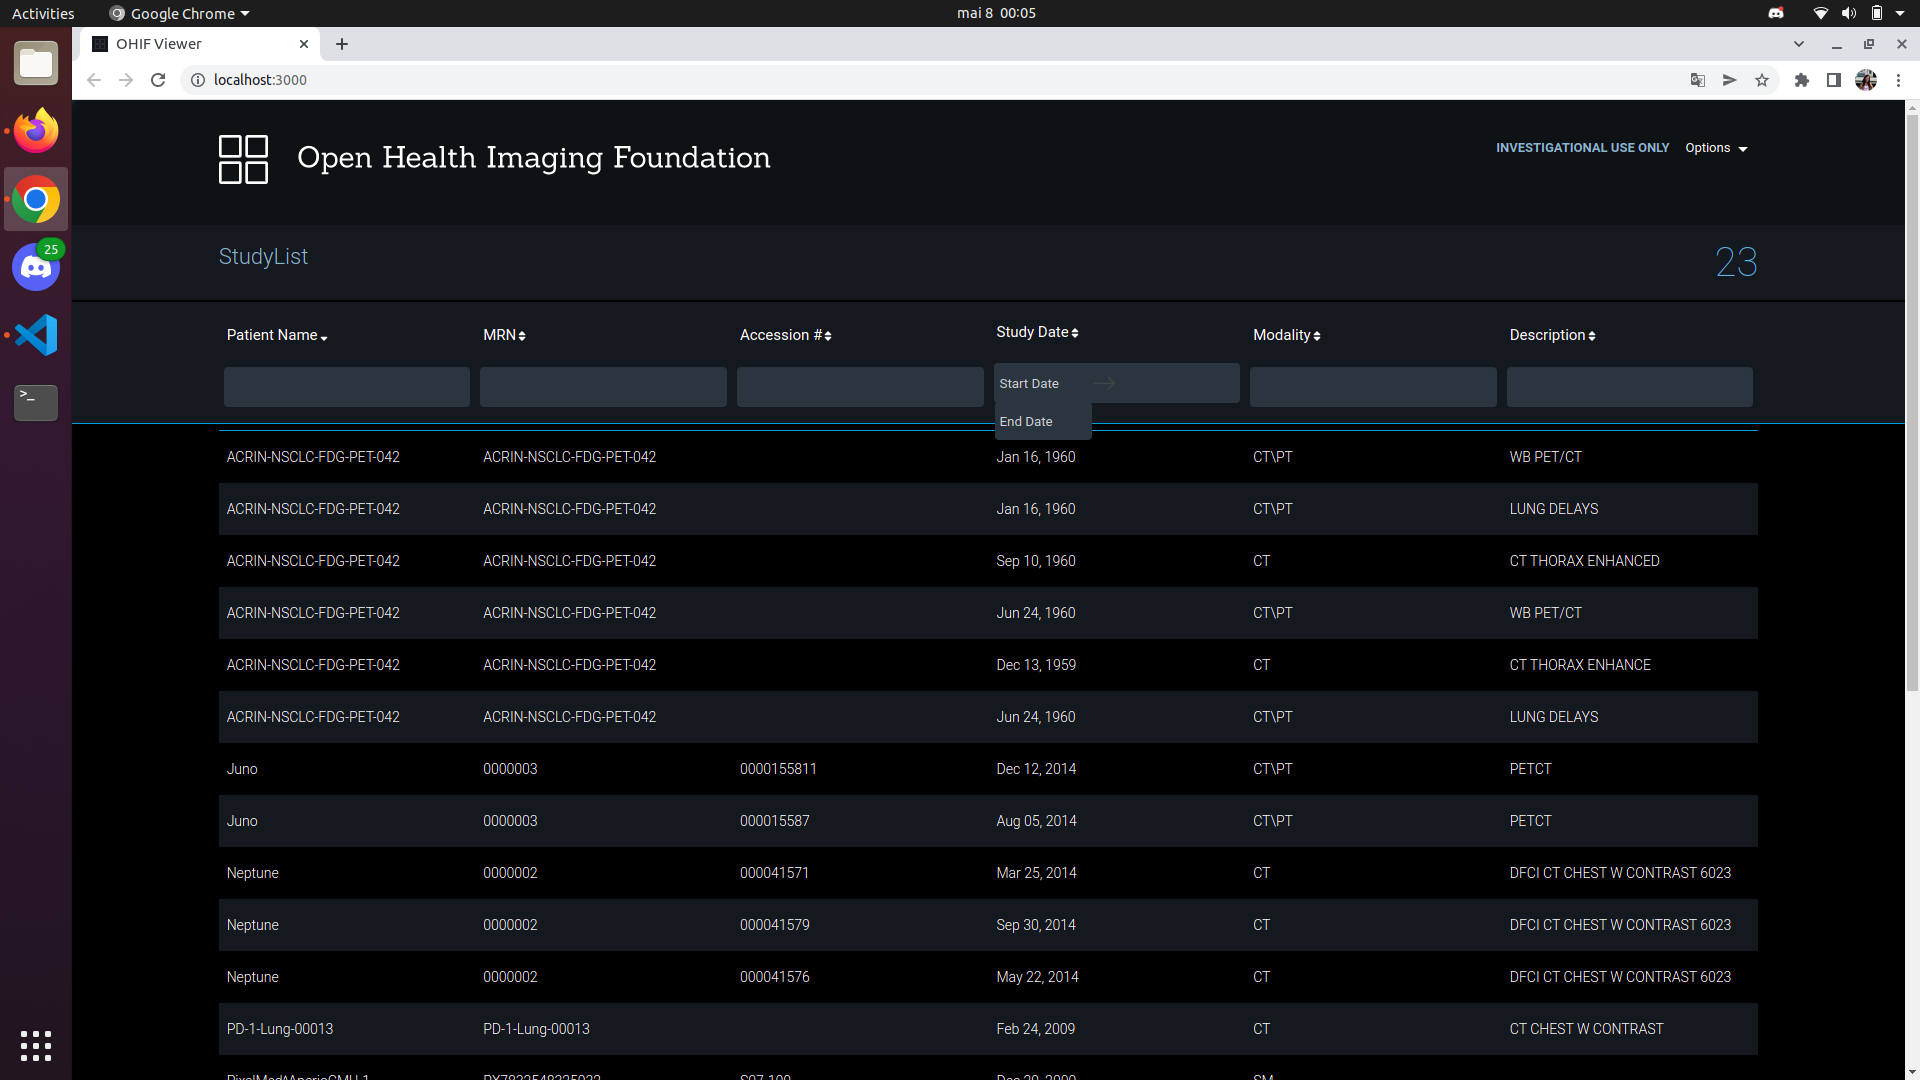 Activities Google Chrome mai 8 00:05
OHIF Viewer
localhost:3000
25
>_
Open Health Imaging Foundation INVESTIGATIONAL USE ONLY Options
StudyList 23
Patient Name MRN Accession # Study Date Modality Description
Start Date
End Date
ACRIN-NSCLC-FDG-PET-042 ACRIN-NSCLC-FDG-PET-042 Jan 16, 1960 CT\PT WB PET/CT
ACRIN-NSCLC-FDG-PET-042 ACRIN-NSCLC-FDG-PET-042 Jan 16, 1960 CT\PT LUNG DELAYS
ACRIN-NSCLC-FDG-PET-042 ACRIN-NSCLC-FDG-PET-042 Sep 10, 1960 CT CT THORAX ENHANCED
ACRIN-NSCLC-FDG-PET-042 ACRIN-NSCLC-FDG-PET-042 Jun 24, 1960 CT\PT WB PET/CT
ACRIN-NSCLC-FDG-PET-042 ACRIN-NSCLC-FDG-PET-042 Dec 13, 1959 CT CT THORAX ENHANCE
ACRIN-NSCLC-FDG-PET-042 ACRIN-NSCLC-FDG-PET-042 Jun 24, 1960 CT\PT LUNG DELAYS
Juno 0000003 0000155811 Dec 12, 2014 CT\PT PETCT
Juno 0000003 000015587 Aug 05, 2014 CT\PT PETCT
Neptune 0000002 000041571 Mar 25, 2014 CT DFCI CT CHEST W CONTRAST 6023
Neptune 0000002 000041579 Sep 30, 2014 CT DFCI CT CHEST W CONTRAST 6023
Neptune 0000002 000041576 May 22, 2014 CT DFCI CT CHEST W CONTRAST 6023
PD-1-Lung-00013 PD-1-Lung-00013 Feb 24, 2009 CT CT CHEST W CONTRAST